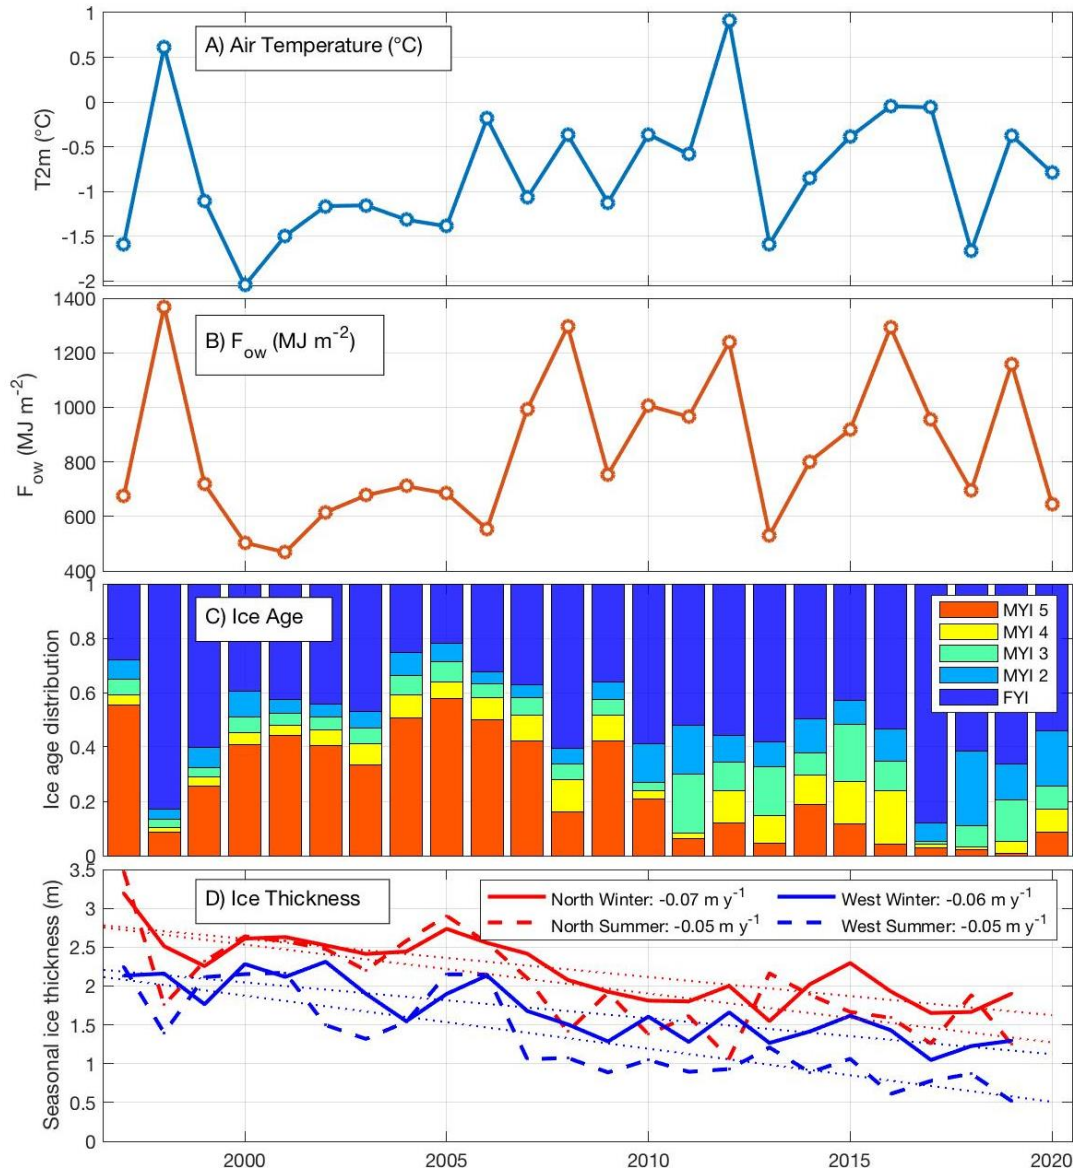 A) Air Temperature (°C)
T2m (°C)
1
0.5
0
-0.5
-1
-1.5
-2
B) F_ow (MJ m^-2)
F_ow (MJ m^-2)
1400
1200
1000
800
600
400
C) Ice Age
Ice age distribution
1
0.8
0.6
0.4
0.2
0
MYI 5
MYI 4
MYI 3
MYI 2
FYI
D) Ice Thickness
Seasonal Ice thickness (m)
3.5
3
2.5
2
1.5
1
0.5
0
North Winter: -0.07 m y^-1
North Summer: -0.05 m y^-1
West Winter: -0.06 m y^-1
West Summer: -0.05 m y^-1
2000
2005
2010
2015
2020